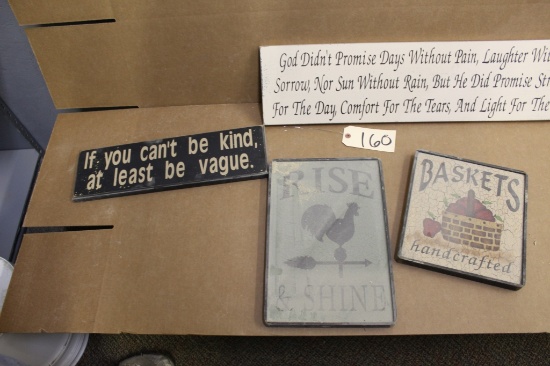 God Didn't Promise Days Without Pain, Laughter
Sorrow, Nor Sun Without Rain, But He Did Promise
For The Day, Comfort For The Tears, And Light For The
160
If you can't be kind,
at least be vague.
RISE
& SHINE
BASKETS
handcrafted